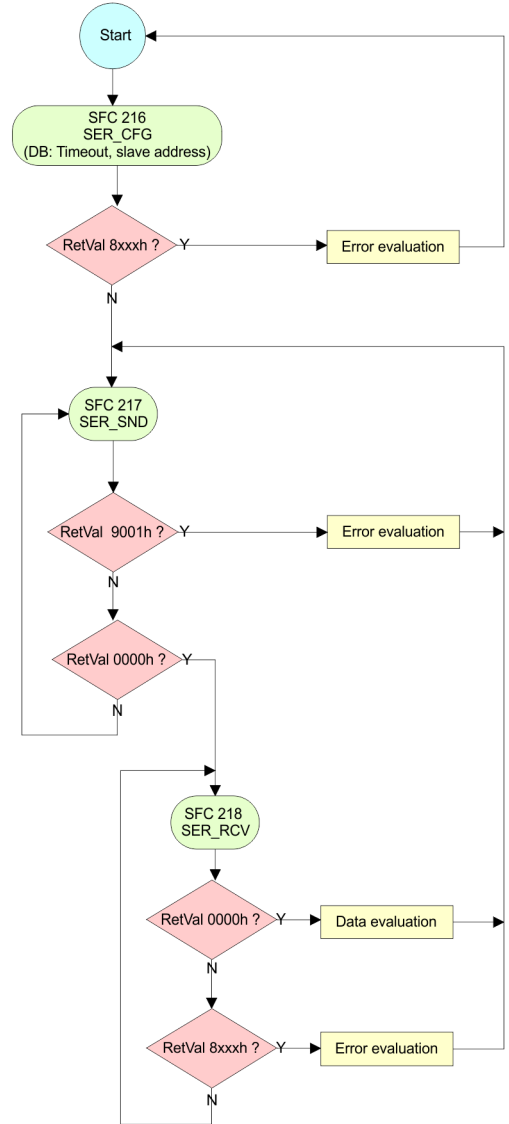 Start
SFC 216
SER_CFG
(DB: Timeout, slave address)
RetVal 8xxxh ?
Y
Error evaluation
N
SFC 217
SER_SND
RetVal  9001h ?
Y
Error evaluation
N
RetVal 0000h ?
Y
N
SFC 218
SER_RCV
RetVal 0000h ?
Y
Data evaluation
N
RetVal 8xxxh ?
Y
Error evaluation
N